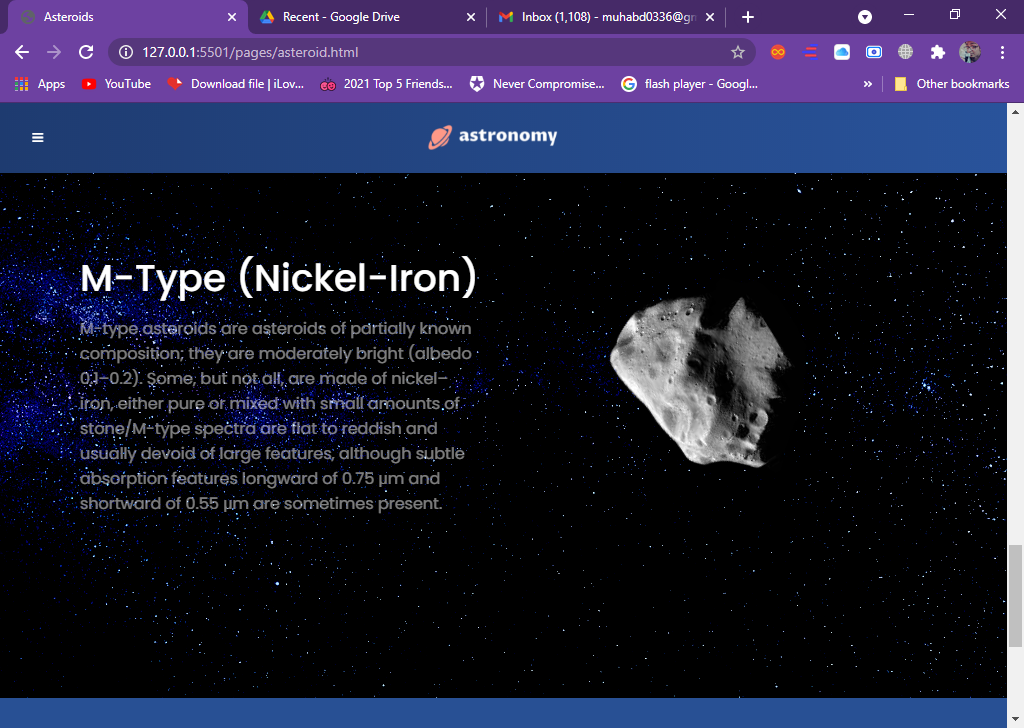 Asteroids
Recent - Google Drive
Inbox (1,108) - muhabd0336@gn
127.0.0.1:5501/pages/asteroid.html
Apps
YouTube
Download file | iLov...
2021 Top 5 Friends...
Never Compromise...
flash player - Googl...
»
Other bookmarks
astronomy
M-Type (Nickel-Iron)
M-type asteroids are asteroids of partially known
composition; they are moderately bright (albedo
0.1–0.2). Some, but not all, are made of nickel–
iron, either pure or mixed with small amounts of
stone/M-type spectra are flat to reddish and
usually devoid of large features, although subtle
absorption features longward of 0.75 μm and
shortward of 0.55 μm are sometimes present.